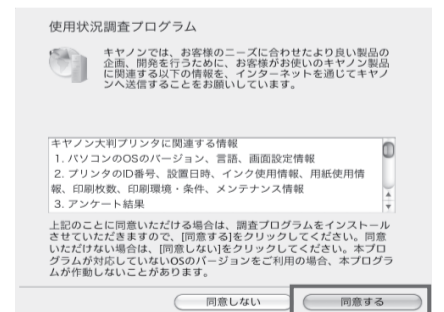 使用状況調査プログラム
キヤノンでは、お客様のニーズに合わせたより良い製品の
企画、開発を行うために、お客様がお使いのキヤノン製品
に関連する以下の情報を、インターネットを通じてキヤノ
ンへ送信することをお願いしています。
キヤノン大判プリンタに関連する情報
1. パソコンのOSのバージョン、言語、画面設定情報
2. プリンタのID番号、設置日時、インク使用情報、用紙使用情
報、印刷枚数、印刷環境・条件、メンテナンス情報
3. アンケート結果
上記のことに同意いただける場合は、調査プログラムをインストール
させていただきますので、[同意する]をクリックしてください。同意
いただけない場合は、[同意しない]をクリックしてください。本プロ
グラムが対応していないOSのバージョンをご利用の場合、本プログラ
ムが作動しないことがあります。
同意しない
同意する